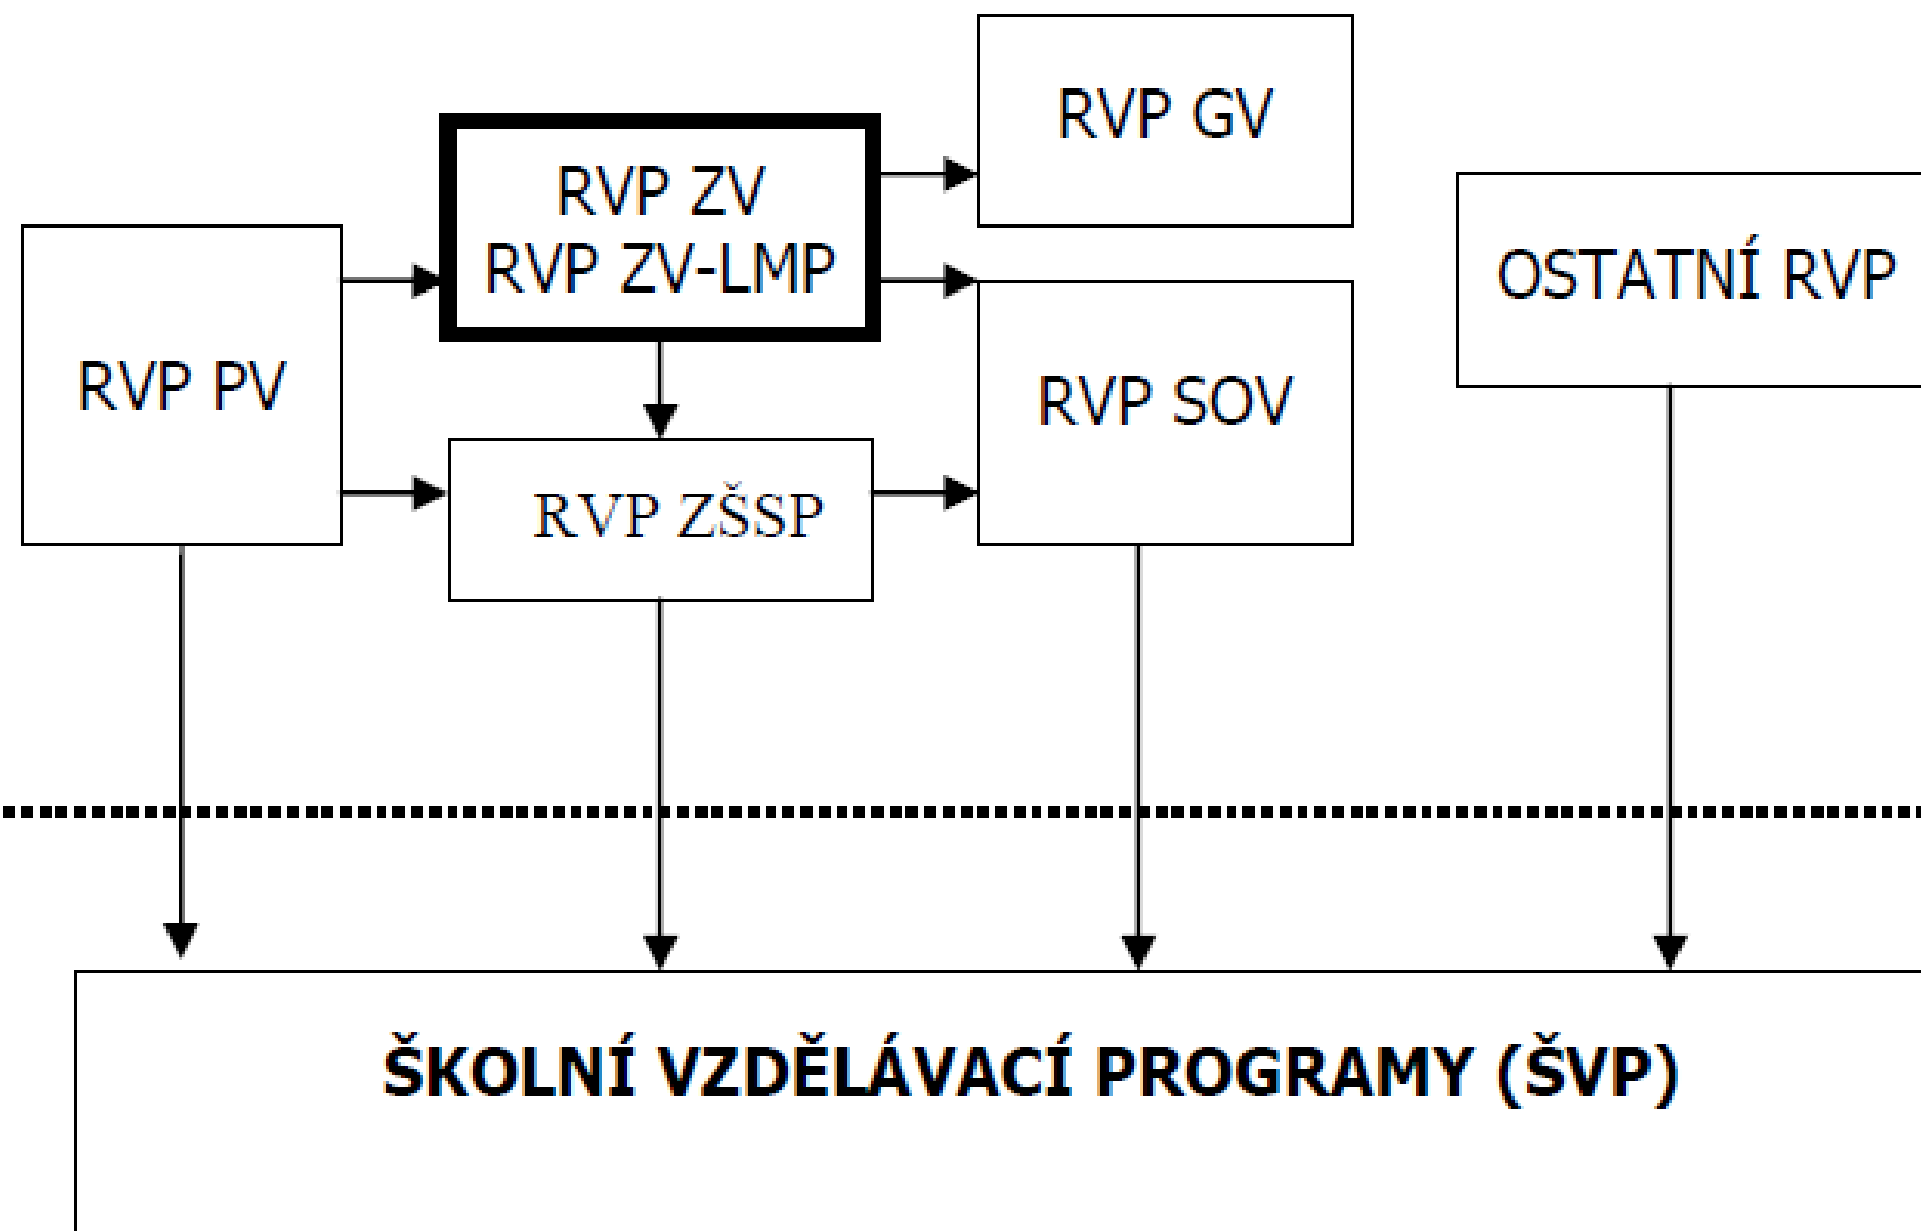 RVP GV
RVP ZV
RVP ZV-LMP
OSTATNÍ RVP
RVP PV
RVP SOV
RVP ZŠSP
ŠKOLNÍ VZDĚLÁVACÍ PROGRAMY (ŠVP)